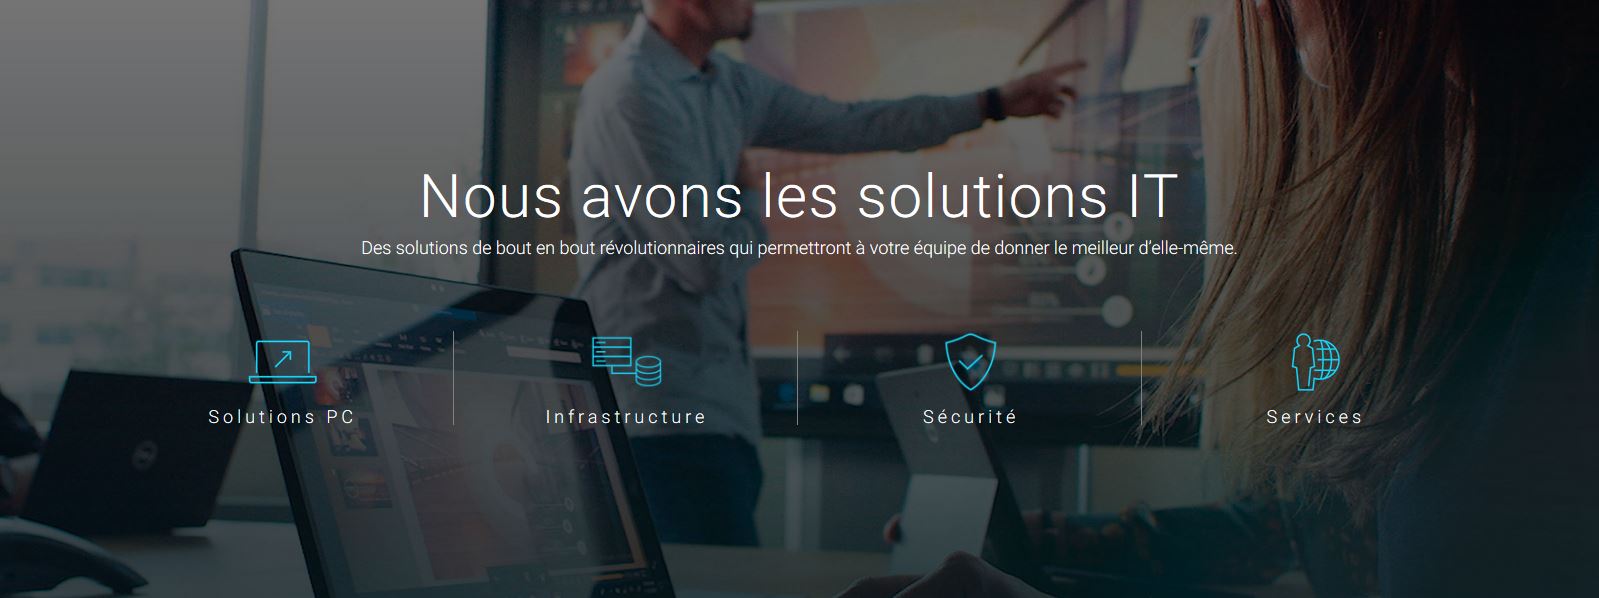 Nous avons les solutions IT
Des solutions de bout en bout révolutionnaires qui permettront à votre équipe de donner le meilleur d’elle-même.
Solutions PC
Infrastructure
Sécurité
Services